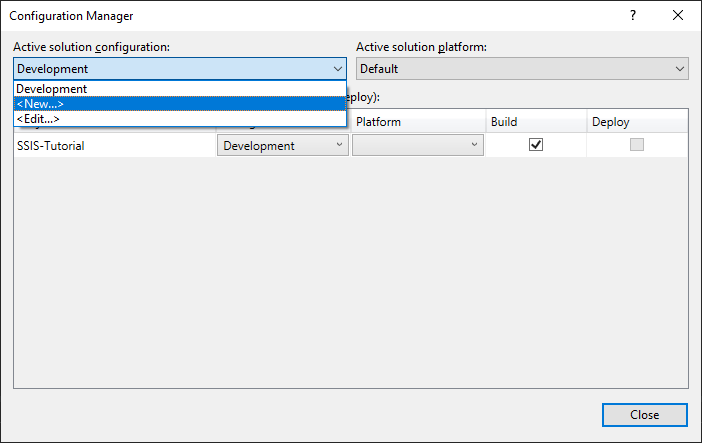 Configuration Manager
?
Active solution configuration:
Active solution platform:
Development
Default
Development
<New...>
<Edit...>
eploy):
Platform
Build
Deploy
SSIS-Tutorial
Development
Close